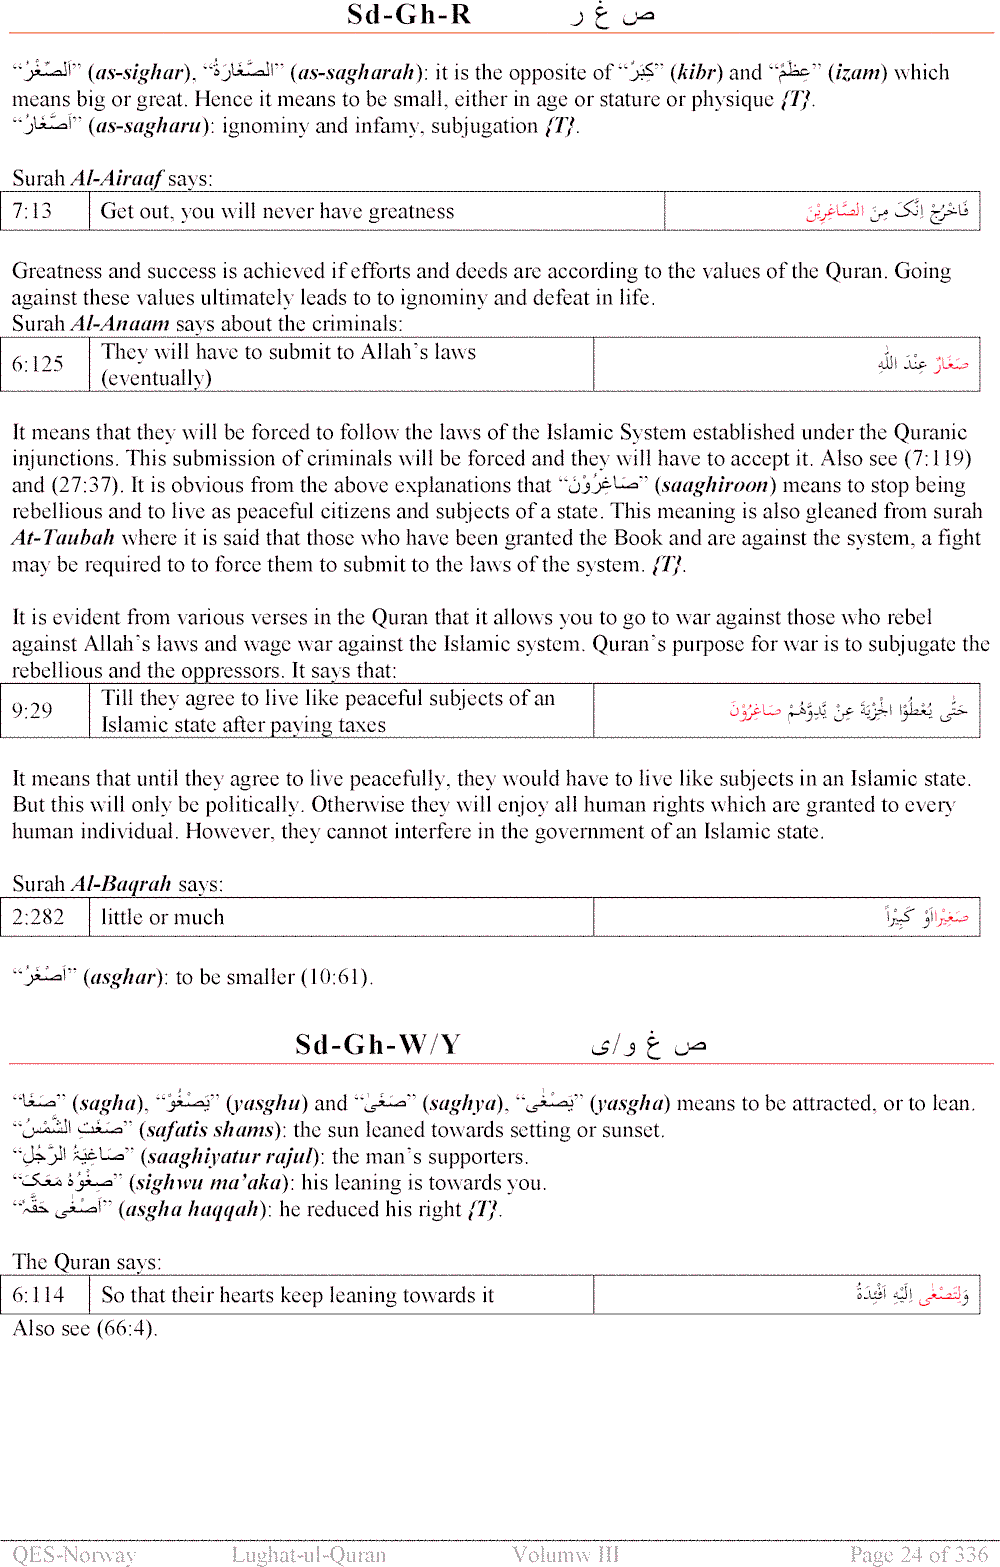 Sd-Gh-R ص غ ر
“اَلصِّغْرُ” (as-sighar), “الصَّغَارَةُ” (as-sagharah): it is the opposite of “كِبَرٌ” (kibr) and “عِظَمٌ” (izam) which
means big or great. Hence it means to be small, either in age or stature or physique {T}.
“اَصَّغَارُ” (as-sagharu): ignominy and infamy, subjugation {T}.
Surah Al-Airaaf says:
7:13 Get out, you will never have greatness فَاخْرُجْ اِنَّکَ مِنَ الصَّاغِرِيْنَ
Greatness and success is achieved if efforts and deeds are according to the values of the Quran. Going
against these values ultimately leads to to ignominy and defeat in life.
Surah Al-Anaam says about the criminals:
6:125 They will have to submit to Allah’s laws صَغَارٌ عِنْدَ اللّٰهِ
(eventually)
It means that they will be forced to follow the laws of the Islamic System established under the Quranic
injunctions. This submission of criminals will be forced and they will have to accept it. Also see (7:119)
and (27:37). It is obvious from the above explanations that “صَاغِرُوْنَ” (saaghiroon) means to stop being
rebellious and to live as peaceful citizens and subjects of a state. This meaning is also gleaned from surah
At-Taubah where it is said that those who have been granted the Book and are against the system, a fight
may be required to to force them to submit to the laws of the system. {T}.
It is evident from various verses in the Quran that it allows you to go to war against those who rebel
against Allah’s laws and wage war against the Islamic system. Quran’s purpose for war is to subjugate the
rebellious and the oppressors. It says that:
9:29 Till they agree to live like peaceful subjects of an حَتّٰی يُعْطُوْا الْجِزْيَةَ عِنْ يَّدٍوَّهُمْ صَاغِرُوْنَ
Islamic state after paying taxes
It means that until they agree to live peacefully, they would have to live like subjects in an Islamic state.
But this will only be politically. Otherwise they will enjoy all human rights which are granted to every
human individual. However, they cannot interfere in the government of an Islamic state.
Surah Al-Baqrah says:
2:282 little or much صَغِيْرًااَوْ كَبِيْراً
“اَصْغَرُ” (asghar): to be smaller (10:61).
Sd-Gh-W/Y ص غ و/ی
“صَغَا” (sagha), “يَصْغُوْ” (yasghu) and “صَغَیٰ” (saghya), “يَصْغٰی” (yasgha) means to be attracted, or to lean.
“صَغَتِ الشَّمْسُ” (safatis shams): the sun leaned towards setting or sunset.
“صَاغِيَةُ الرَّجُلِ” (saaghiyatur rajul): the man’s supporters.
“صِغْوُهُ مَعَکَ” (sighwu ma’aka): his leaning is towards you.
“اَصْغٰی حَقَّہٗ” (asgha haqqah): he reduced his right {T}.
The Quran says:
6:114 So that their hearts keep leaning towards it وَلِتَصْغٰی اِلَيْهِ اَفْئِدَةُ
Also see (66:4).
QES-Norway Lughat-ul-Quran Volumw III Page 24 of 336